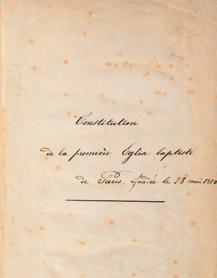 Constitution
de la première Eglise baptiste
de Paris, fondée le 28 mai 1850